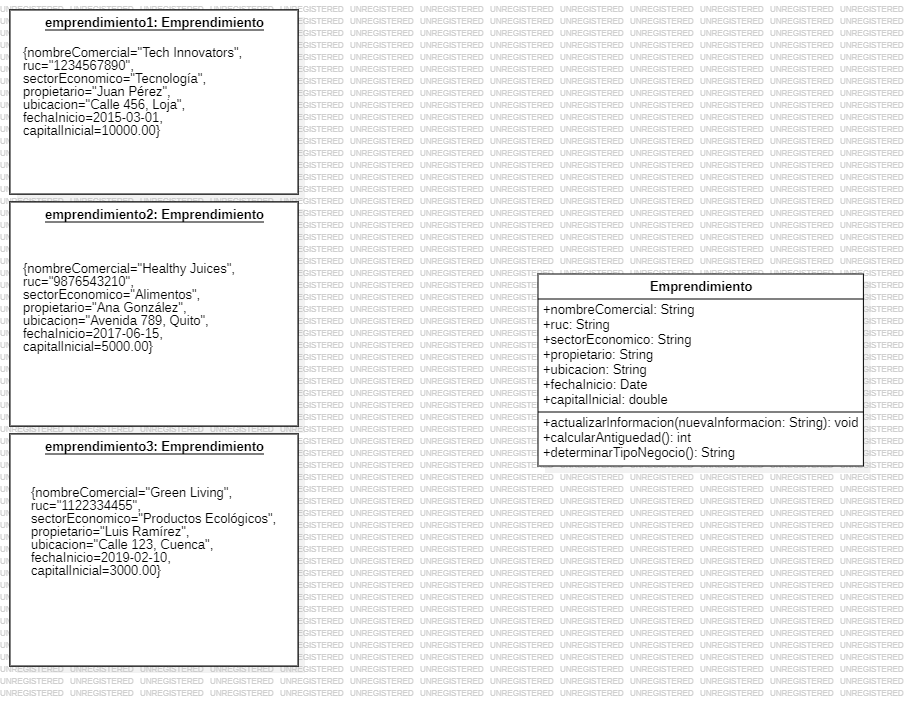 emprendimiento1: Emprendimiento
{nombreComercial="Tech Innovators",
ruc="1234567890",
sectorEconomico="Tecnología",
propietario="Juan Pérez",
ubicacion="Calle 456, Loja",
fechaInicio=2015-03-01,
capitalInicial=10000.00}
emprendimiento2: Emprendimiento
{nombreComercial="Healthy Juices",
ruc="9876543210",
sectorEconomico="Alimentos",
propietario="Ana González",
ubicacion="Avenida 789, Quito",
fechaInicio=2017-06-15,
capitalInicial=5000.00}
emprendimiento3: Emprendimiento
{nombreComercial="Green Living",
ruc="1122334455",
sectorEconomico="Productos Ecológicos",
propietario="Luis Ramírez",
ubicacion="Calle 123, Cuenca",
fechaInicio=2019-02-10,
capitalInicial=3000.00}
Emprendimiento
+nombreComercial: String
+ruc: String
+sectorEconomico: String
+propietario: String
+ubicacion: String
+fechaInicio: Date
+capitalInicial: double
+actualizarInformacion(nuevaInformacion: String): void
+calcularAntiguedad(): int
+determinarTipoNegocio(): String
UNREGISTERED